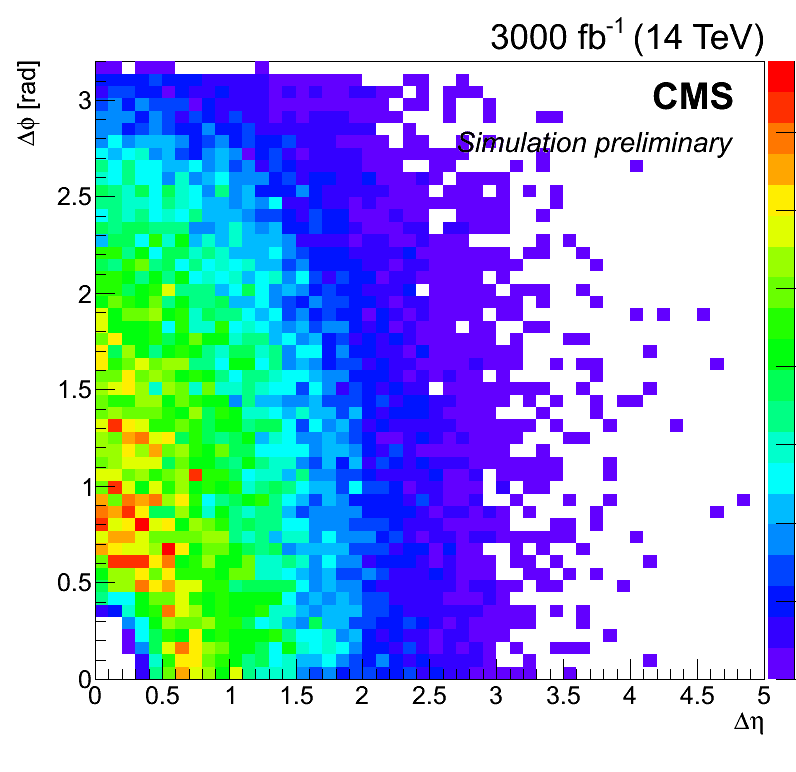 3000 fb-1 (14 TeV)
CMS
Simulation preliminary
Δϕ [rad]
3
2.5
2
1.5
1
0.5
0
0 0.5 1 1.5 2 2.5 3 3.5 4 4.5 5
Δη